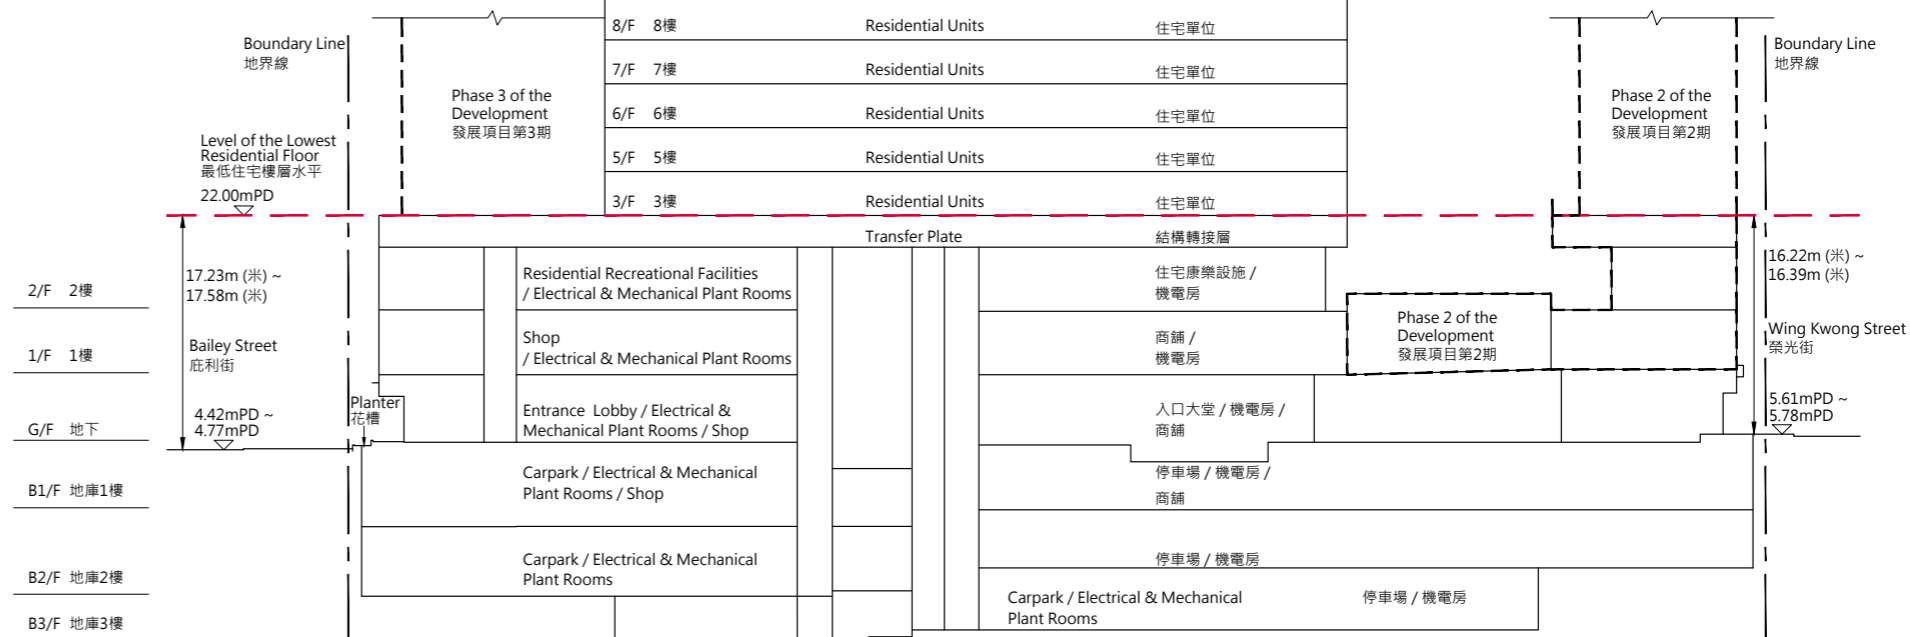 8/F 8樓 Residential Units 住宅單位
Boundary Line
地界線
Boundary Line
地界線
7/F 7樓 Residential Units 住宅單位
Phase 3 of the
Development
發展項目第3期
Phase 2 of the
Development
發展項目第2期
6/F 6樓 Residential Units 住宅單位
Level of the Lowest
Residential Floor
最低住宅樓層水平
22.00mPD
5/F 5樓 Residential Units 住宅單位
3/F 3樓 Residential Units 住宅單位
Transfer Plate 結構轉接層
2/F 2樓
17.23m (米) ~
17.58m (米)
Residential Recreational Facilities
/ Electrical & Mechanical Plant Rooms
住宅康樂設施 /
機電房
16.22m (米) ~
16.39m (米)
1/F 1樓
Bailey Street
庇利街
Shop
/ Electrical & Mechanical Plant Rooms
商舖 /
機電房
Phase 2 of the
Development
發展項目第2期
Wing Kwong Street
榮光街
G/F 地下
4.42mPD ~
4.77mPD
Planter
花槽
Entrance Lobby / Electrical &
Mechanical Plant Rooms / Shop
入口大堂 / 機電房 /
商舖
5.61mPD ~
5.78mPD
B1/F 地庫1樓
Carpark / Electrical & Mechanical
Plant Rooms / Shop
停車場 / 機電房 /
商舖
B2/F 地庫2樓
Carpark / Electrical & Mechanical
Plant Rooms
停車場 / 機電房
B3/F 地庫3樓
Carpark / Electrical & Mechanical
Plant Rooms
停車場 / 機電房